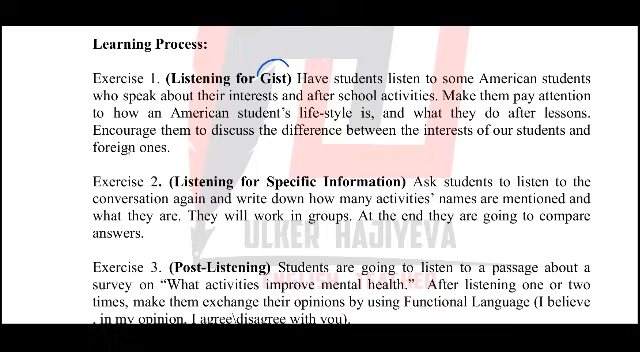 Learning Process:
Exercise 1. (Listening for Gist) Have students listen to some American students
who speak about their interests and after school activities. Make them pay attention
to how an American student's life-style is, and what they do after lessons.
Encourage them to discuss the difference between the interests of our students and
foreign ones.
Exercise 2. (Listening for Specific Information) Ask students to listen to the
conversation again and write down how many activities' names are mentioned and
what they are. They will work in groups. At the end they are going to compare
answers.
ULKER HAJIYEVA
Exercise 3. (Post-Listening) Students are going to listen to a passage about a
ENGLISH TEACHER
survey on "What activities improve mental health." After listening one or two
times, make them exchange their opinions by using Functional Language (I believe
, in my opinion, I agree\disagree with you).